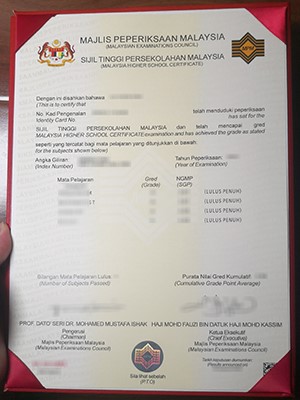 MAJLIS PEPERIKSAAN MALAYSIA
(MALAYSIAN EXAMINATIONS COUNCIL)
SIJIL TINGGI PERSEKOLAHAN MALAYSIA
(MALAYSIA HIGHER SCHOOL CERTIFICATE)
MPM
Dengan ini disahkan bahawa
(This is to certify that
No. Kad Pengenalan telah menduduki peperiksaan
Identity Card No. has sat for the
SIJIL TINGGI PERSEKOLAHAN MALAYSIA dan telah mencapai gred
MALAYSIA HIGHER SCHOOL CERTIFICATE examination and has achieved the grade as stated
seperti yang tercatat bagi mata pelajaran yang ditunjukkan di bawah.
for the subjects shown below)
Angka Giliran Tahun Peperiksaan
(Index Number) (Year of Examination)
Mata Pelajaran Gred NGMP
(Grade) (SGP)
(LULUS PENUH)
(LULUS PENUH)
(LULUS PENUH)
(LULUS PENUH)
Bilangan Mata Pelajaran Lulus Purata Nilai Gred Kumulatif
(Number of Subjects Passed) (Cumulative Grade Point Average)
PROF. DATO' SERI DR. MOHAMED MUSTAFA ISHAK HAJI MOHD FAUZI BIN DATUK HAJI MOHD KASSIM
Pengerusi Ketua Eksekutif
(Chairman) (Chief Executive)
Majlis Peperiksaan Malaysia Majlis Peperiksaan Malaysia
(Malaysian Examinations Council) (Malaysian Examinations Council)
Sila lihat sebelah
(PTO)